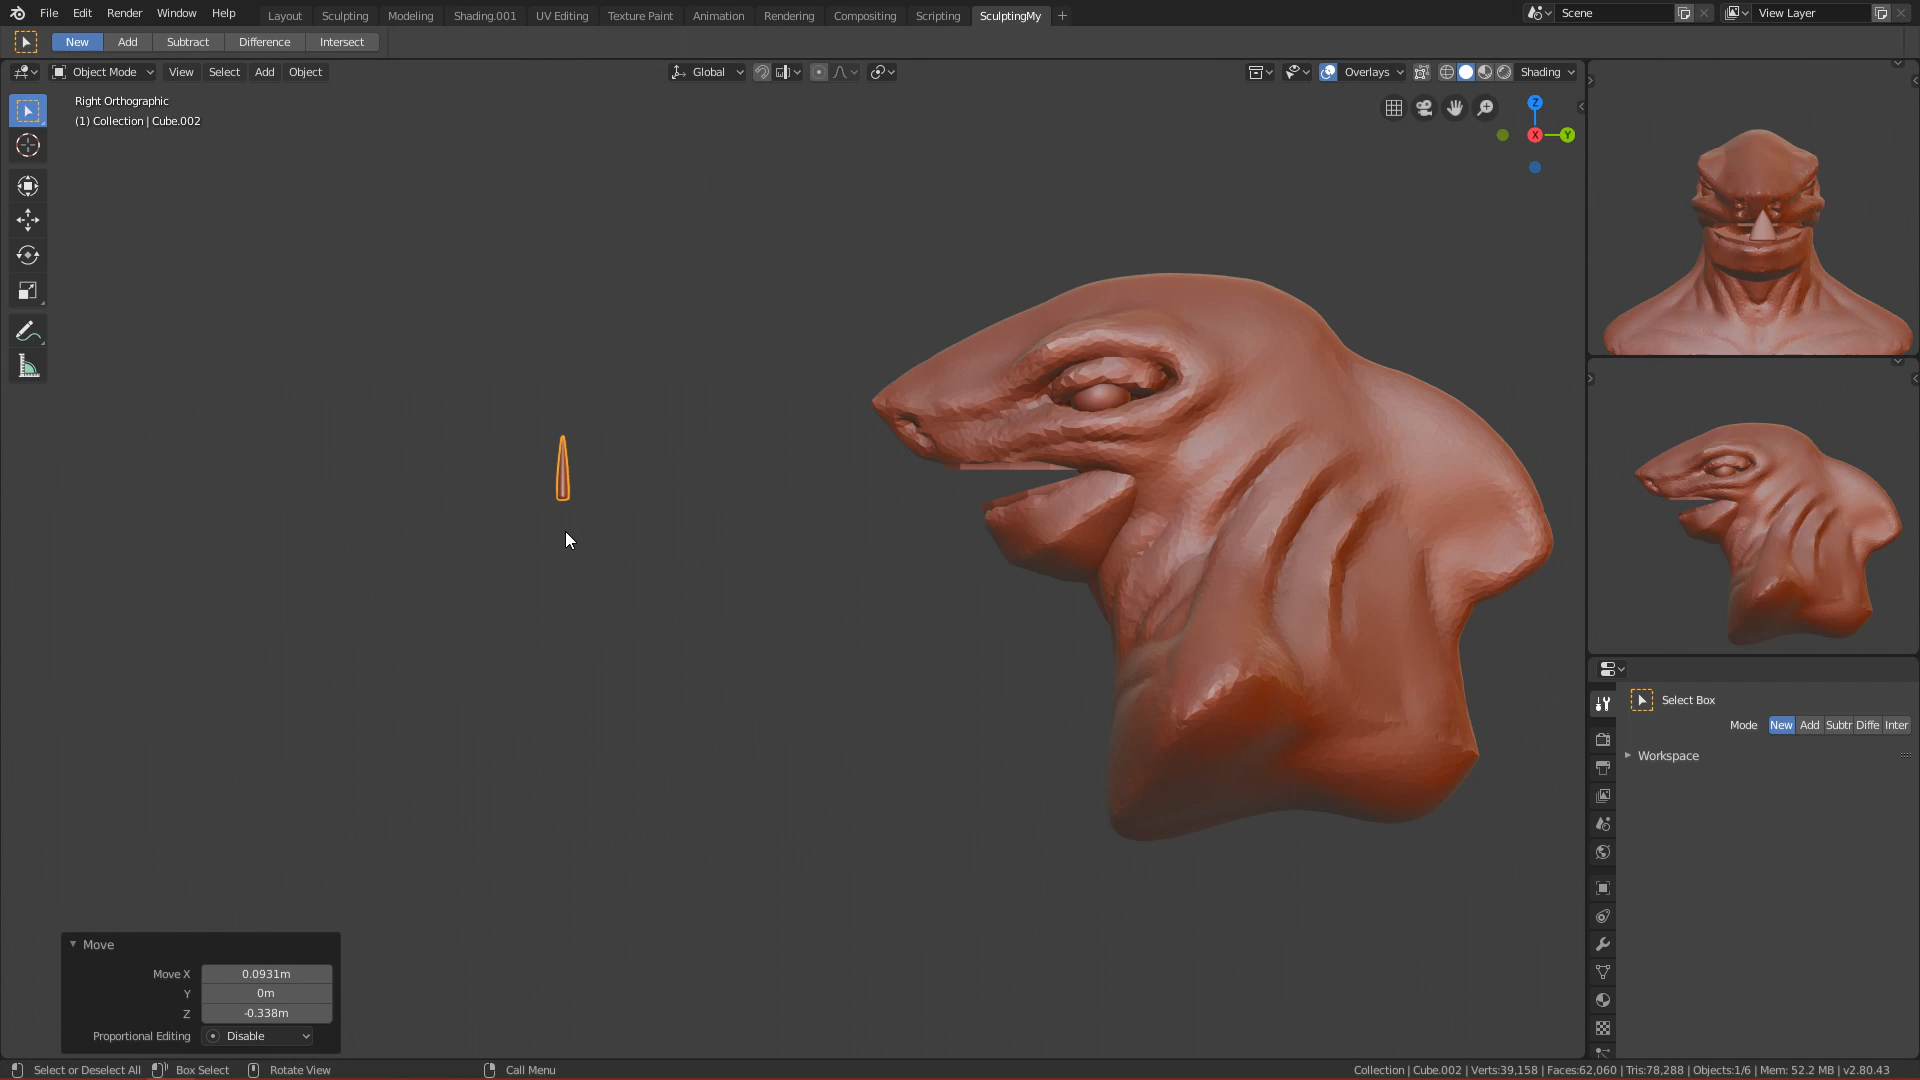 File Edit Render Window Help Layout Sculpting Modeling Shading.001 UV Editing Texture Paint Animation Rendering Compositing Scripting SculptingMy + Scene View Layer
New Add Subtract Difference Intersect
Object Mode View Select Add Object Global Overlays Shading
Right Orthographic
(1) Collection | Cube.002
Z
X
Y
Select Box
Mode New Add Subtr Diffe Inter
Workspace
Move
Move X 0.0931m
Y 0m
Z -0.338m
Proportional Editing Disable
Select or Deselect All Box Select Rotate View Call Menu Collection | Cube.002 | Verts:39,158 | Faces:62,060 | Tris:78,288 | Objects:1/6 | Mem: 52.2 MB | v2.80.43